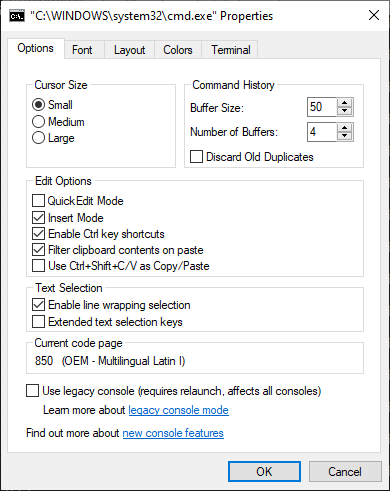 "C:\WINDOWS\system32\cmd.exe" Properties
Options Font Layout Colors Terminal
Cursor Size
Small
Medium
Large
Command History
Buffer Size: 50
Number of Buffers: 4
Discard Old Duplicates
Edit Options
QuickEdit Mode
Insert Mode
Enable Ctrl key shortcuts
Filter clipboard contents on paste
Use Ctrl+Shift+C/V as Copy/Paste
Text Selection
Enable line wrapping selection
Extended text selection keys
Current code page
850 (OEM - Multilingual Latin I)
Use legacy console (requires relaunch, affects all consoles)
Learn more about legacy console mode
Find out more about new console features
OK Cancel